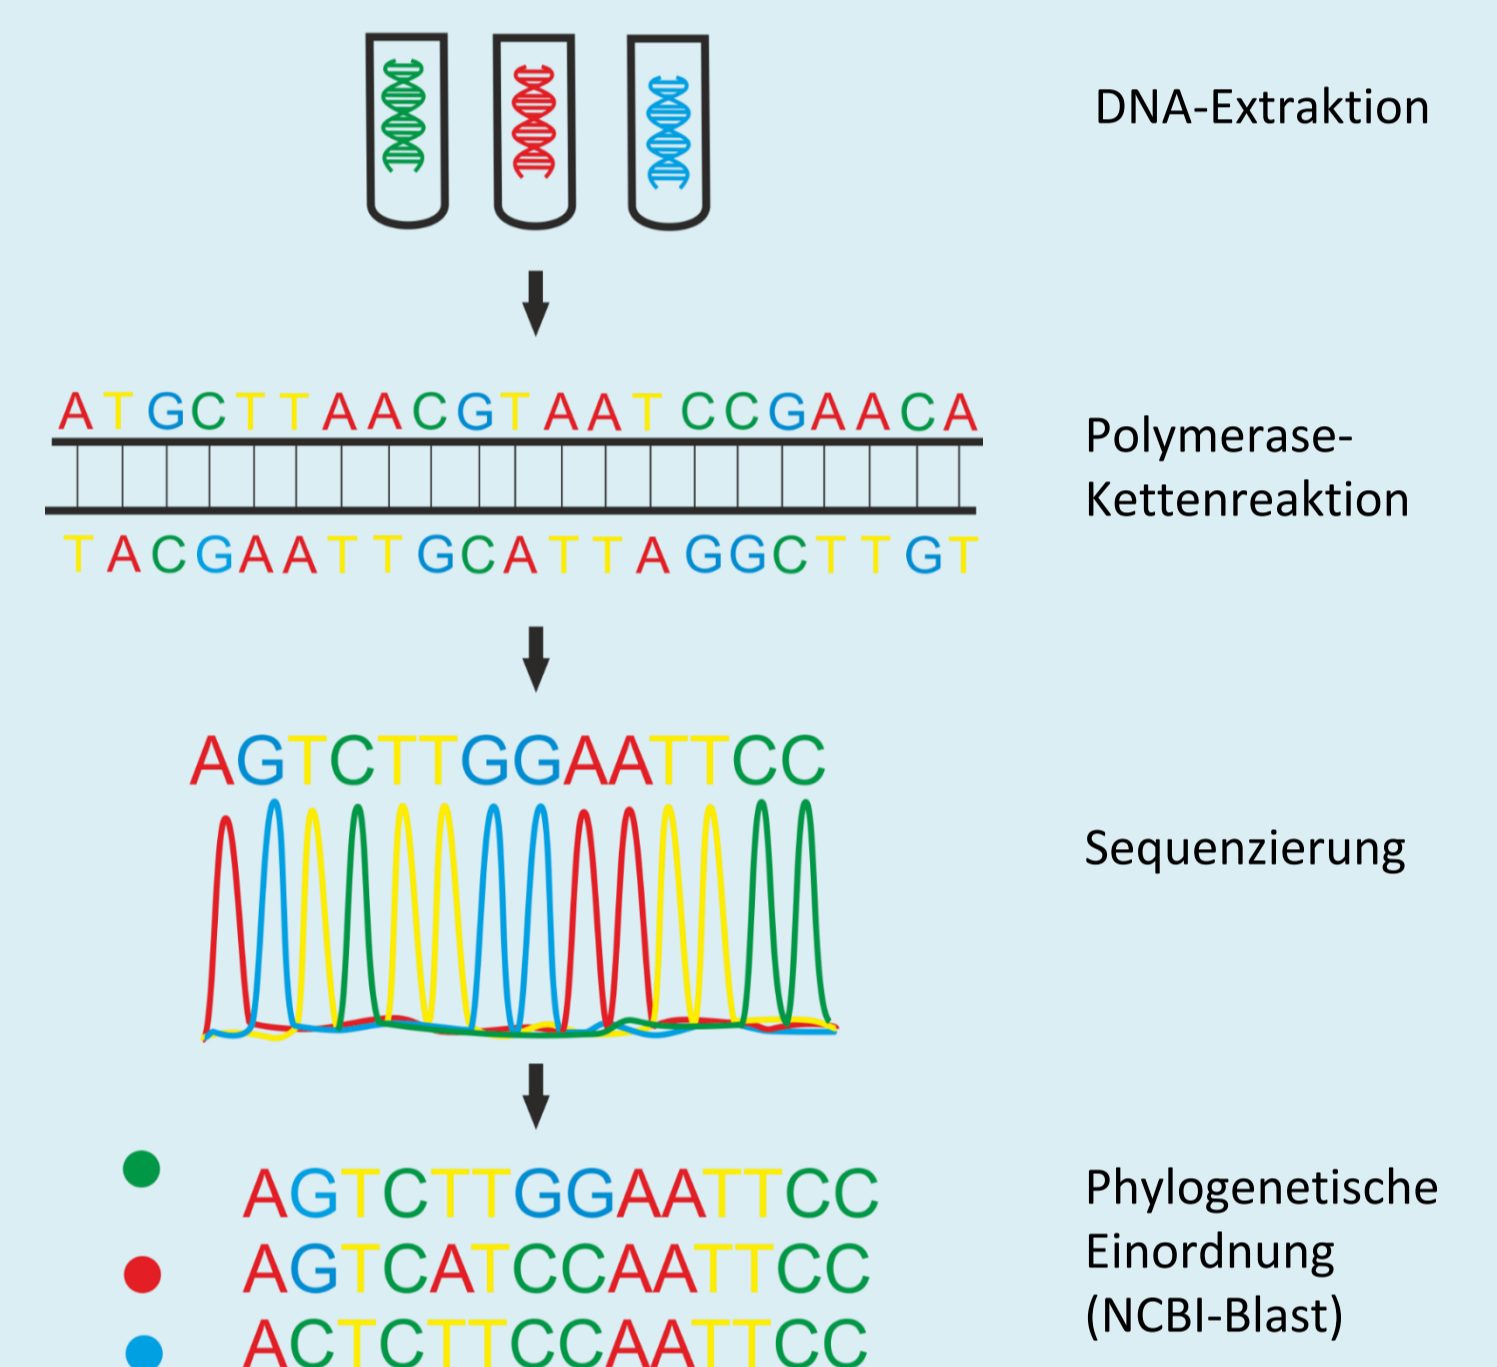 DNA-Extraktion
ATGCTTAACGTAATCCGAACA
Polymerase-
Kettenreaktion
TACGAATTGCATTAGGCTTGT
AGTCTTGGAATTCC
Sequenzierung
AGTCTTGGAATTCC
Phylogenetische
Einordnung
(NCBI-Blast)
AGTCATCCAATTCC
ACTCTTCCAATTCC